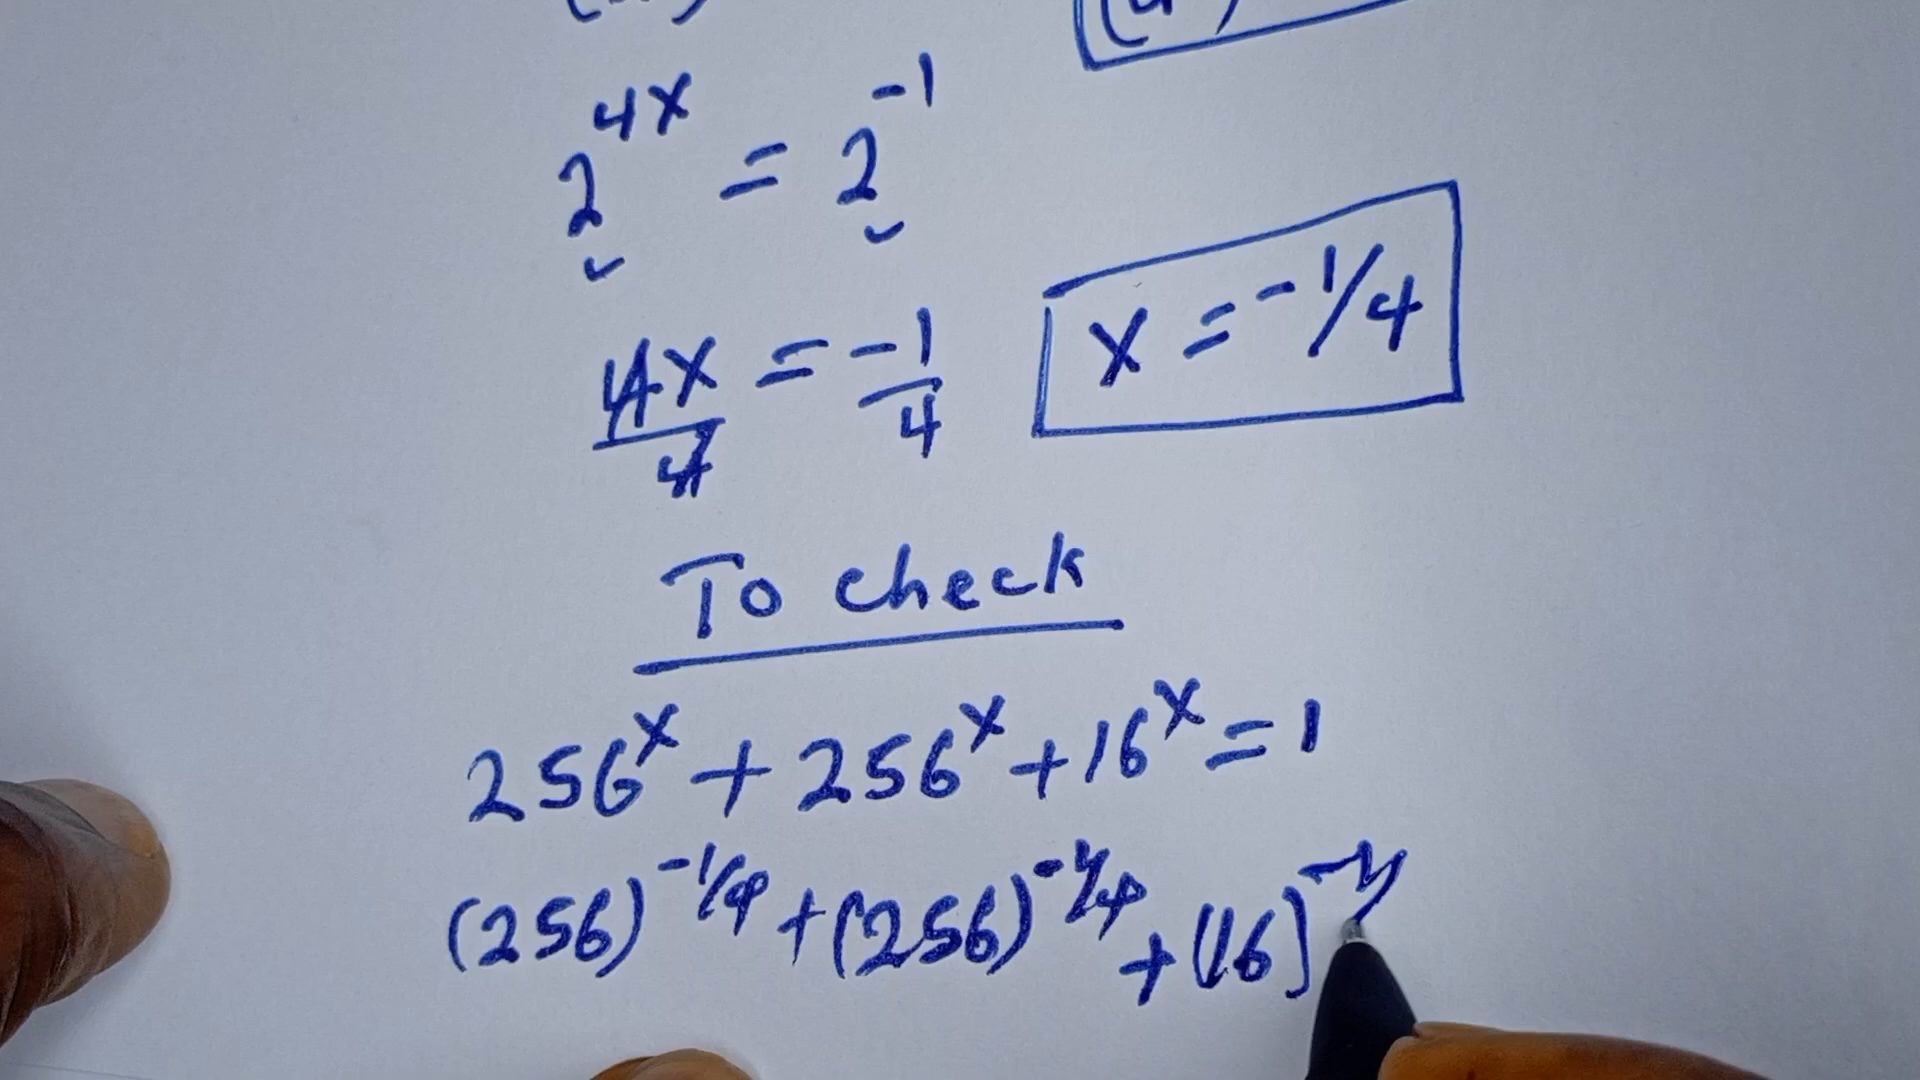 2^4x = 2^-1
4x/4 = -1/4
x = -1/4
To check
256^x + 256^x + 16^x = 1
(256)^-1/4 + (256)^-1/4 + (16)^-1/